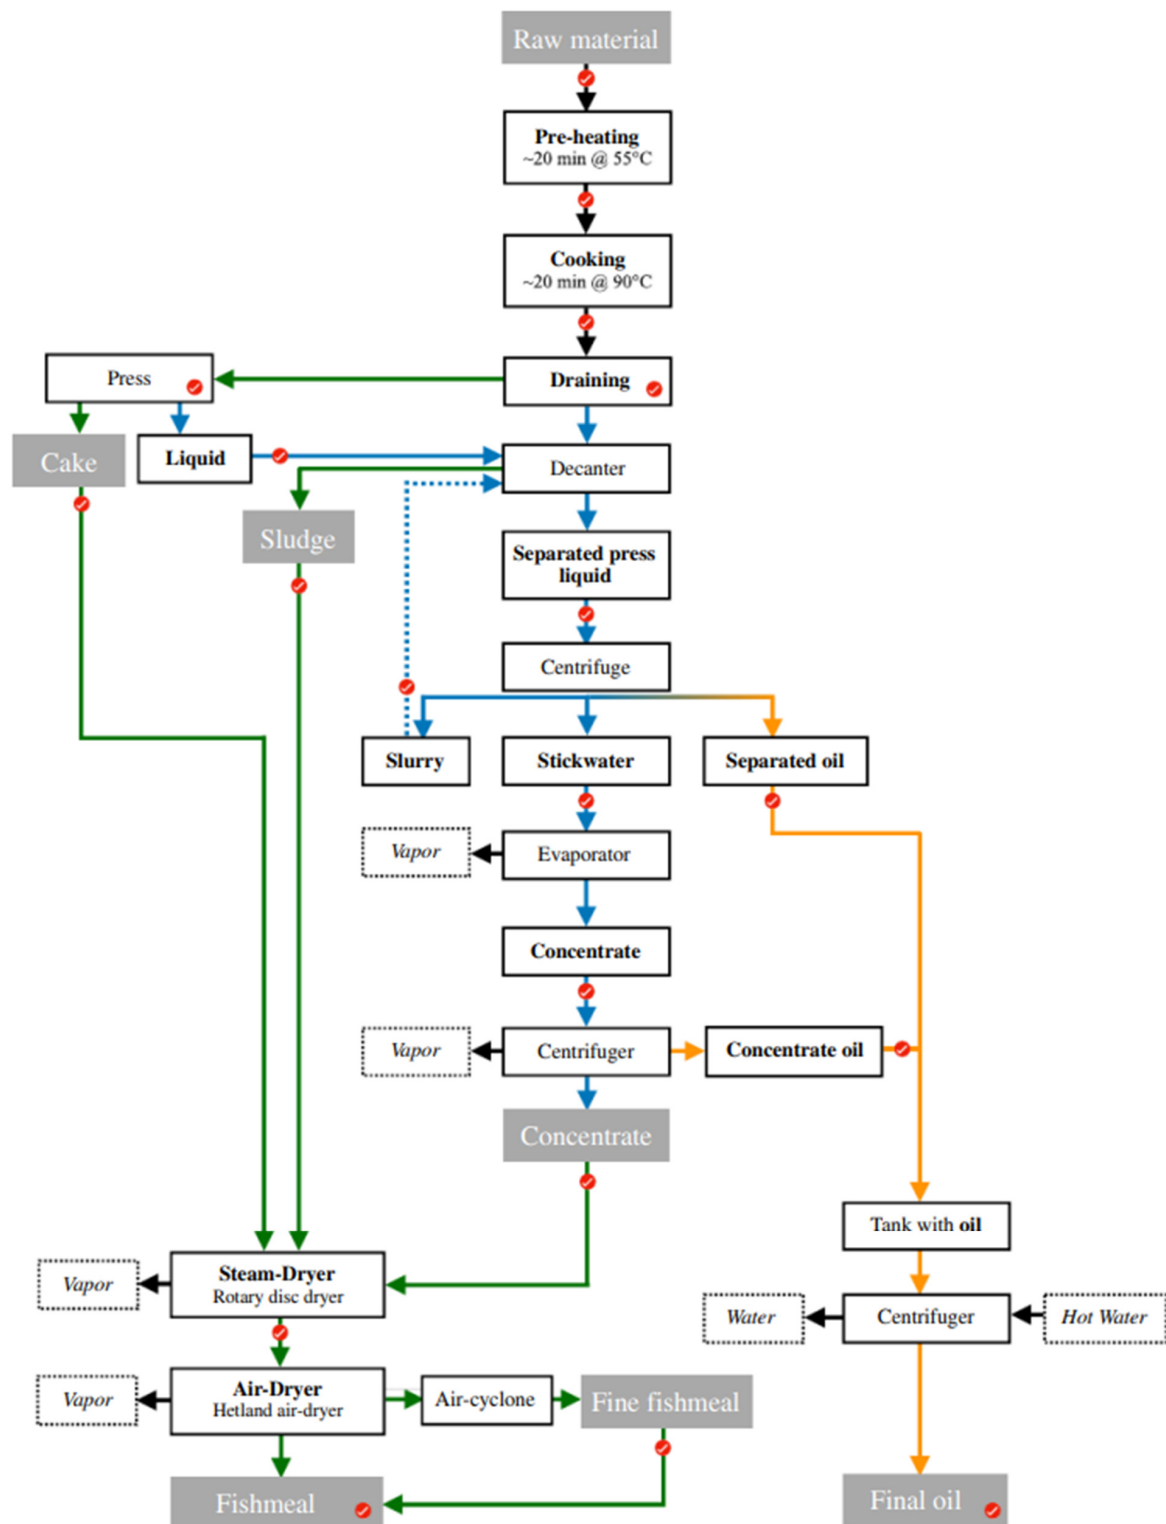 Raw material
Pre-heating
~20 min @ 55°C
Cooking
~20 min @ 90°C
Press
Draining
Cake
Liquid
Decanter
Sludge
Separated press
liquid
Centrifuge
Slurry
Stickwater
Separated oil
Vapor
Evaporator
Concentrate
Vapor
Centrifuger
Concentrate oil
Concentrate
Tank with oil
Vapor
Steam-Dryer
Rotary disc dryer
Water
Centrifuger
Hot Water
Vapor
Air-Dryer
Hetland air-dryer
Air-cyclone
Fine fishmeal
Fishmeal
Final oil